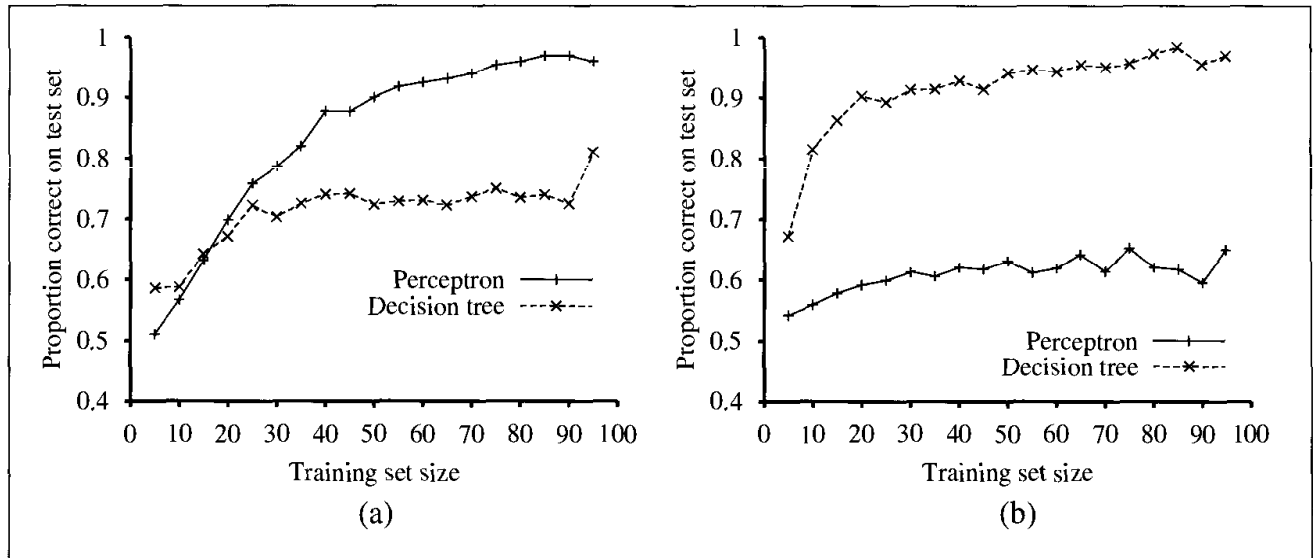 Proportion correct on test set
1
0.9
0.8
0.7
0.6
0.5
0.4
Perceptron
Decision tree
0 10 20 30 40 50 60 70 80 90 100
Training set size
(a)
Proportion correct on test set
1
0.9
0.8
0.7
0.6
0.5
0.4
Perceptron
Decision tree
0 10 20 30 40 50 60 70 80 90 100
Training set size
(b)